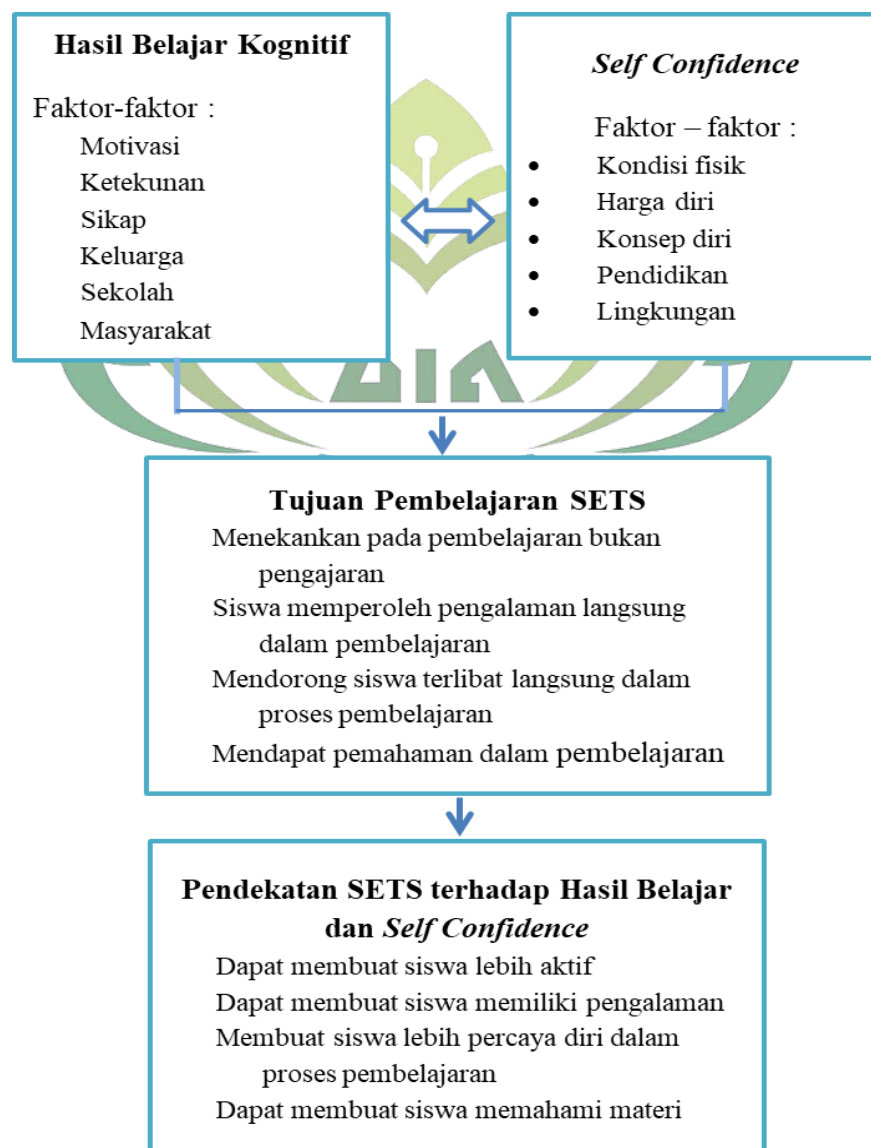 Hasil Belajar Kognitif
Faktor-faktor :
Motivasi
Ketekunan
Sikap
Keluarga
Sekolah
Masyarakat
Self Confidence
Faktor – faktor :
• Kondisi fisik
• Harga diri
• Konsep diri
• Pendidikan
• Lingkungan
Tujuan Pembelajaran SETS
Menekankan pada pembelajaran bukan
pengajaran
Siswa memperoleh pengalaman langsung
dalam pembelajaran
Mendorong siswa terlibat langsung dalam
proses pembelajaran
Mendapat pemahaman dalam pembelajaran
Pendekatan SETS terhadap Hasil Belajar
dan Self Confidence
Dapat membuat siswa lebih aktif
Dapat membuat siswa memiliki pengalaman
Membuat siswa lebih percaya diri dalam
proses pembelajaran
Dapat membuat siswa memahami materi